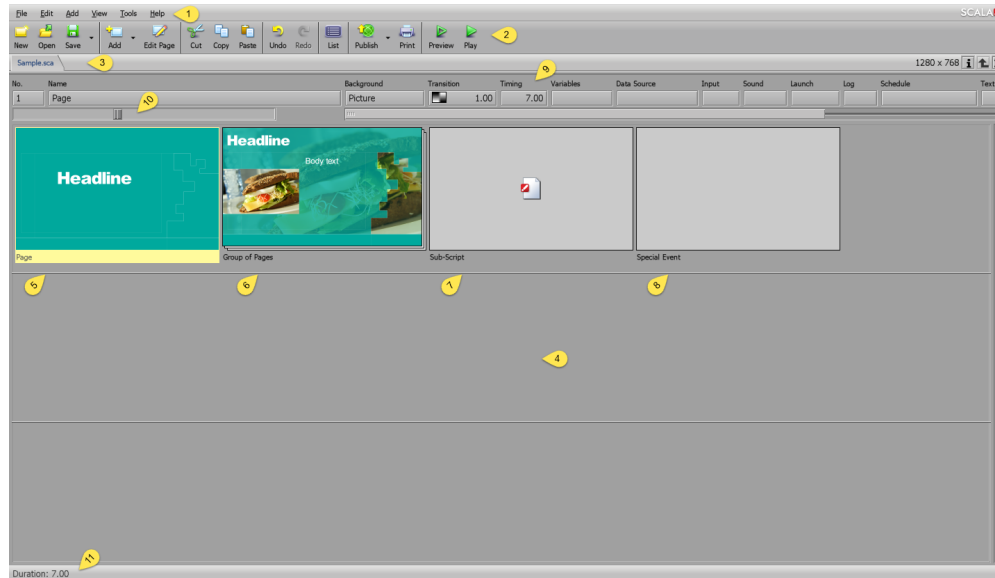 File Edit Add View Tools Help 1 SCALA
New Open Save Add Edit Page Cut Copy Paste Undo Redo List Publish Print Preview Play 2
Sample.sca 3 1280 x 768
9
No. Name Background Transition Timing Variables Data Source Input Sound Launch Log Schedule Text
1 Page Picture 1.00 7.00
10
Headline
Headline
Body text
Page Group of Pages Sub-Script Special Event
5 6 7 8
4
11
Duration: 7.00